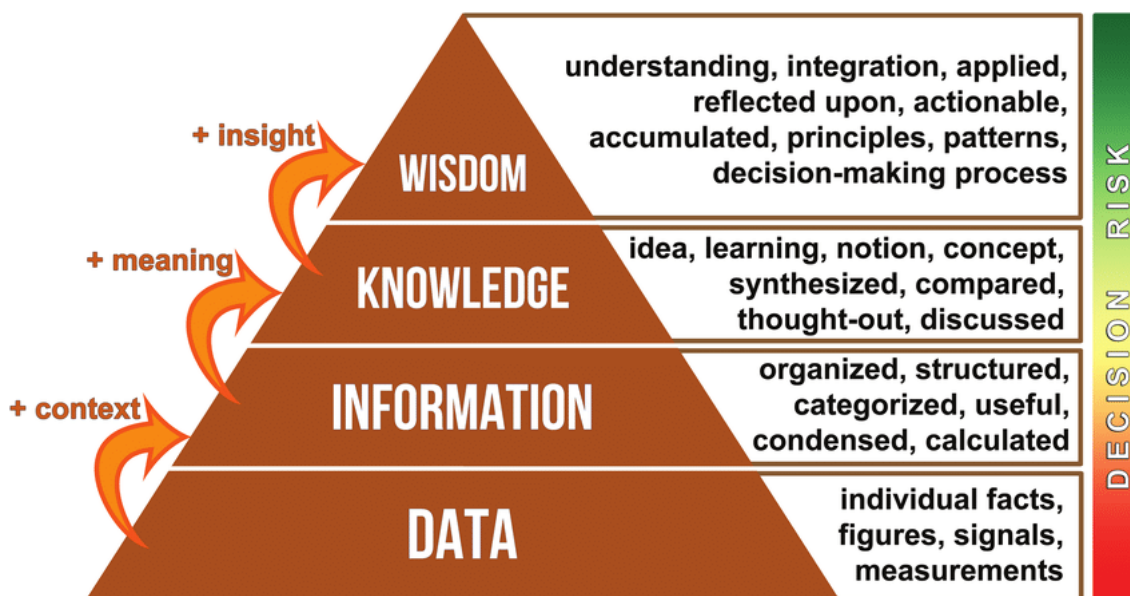 understanding, integration, applied,
reflected upon, actionable,
accumulated, principles, patterns,
decision-making process
+ insight
WISDOM
+ meaning
idea, learning, notion, concept,
synthesized, compared,
thought-out, discussed
KNOWLEDGE
+ context
organized, structured,
categorized, useful,
condensed, calculated
INFORMATION
individual facts,
figures, signals,
measurements
DATA
DECISION RISK